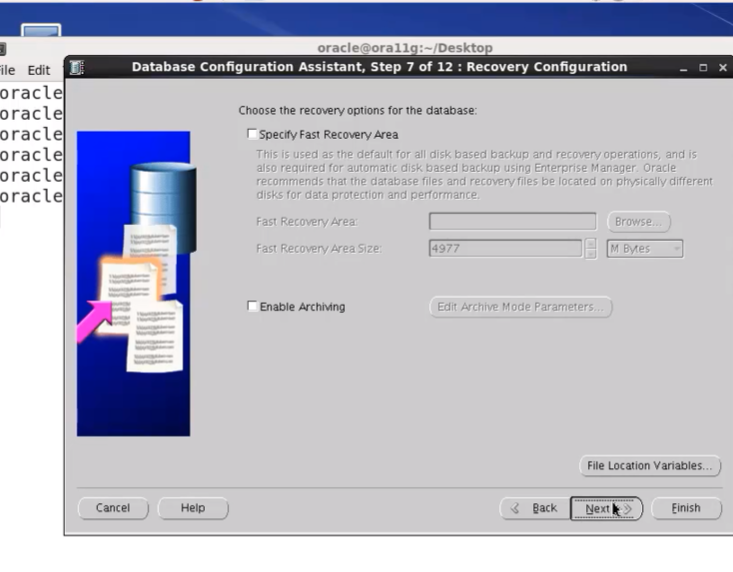 oracle@ora11g:~/Desktop
ile Edit
Database Configuration Assistant, Step 7 of 12 : Recovery Configuration
oracle
oracle
oracle
oracle
oracle
oracle
Choose the recovery options for the database:
Specify Fast Recovery Area
This is used as the default for all disk based backup and recovery operations, and is
also required for automatic disk based backup using Enterprise Manager. Oracle
recommends that the database files and recovery files be located on physically different
disks for data protection and performance.
Fast Recovery Area:
Browse...
Fast Recovery Area Size:
4977
M Bytes
Enable Archiving
Edit Archive Mode Parameters...
File Location Variables...
Cancel
Help
Back
Next
Finish